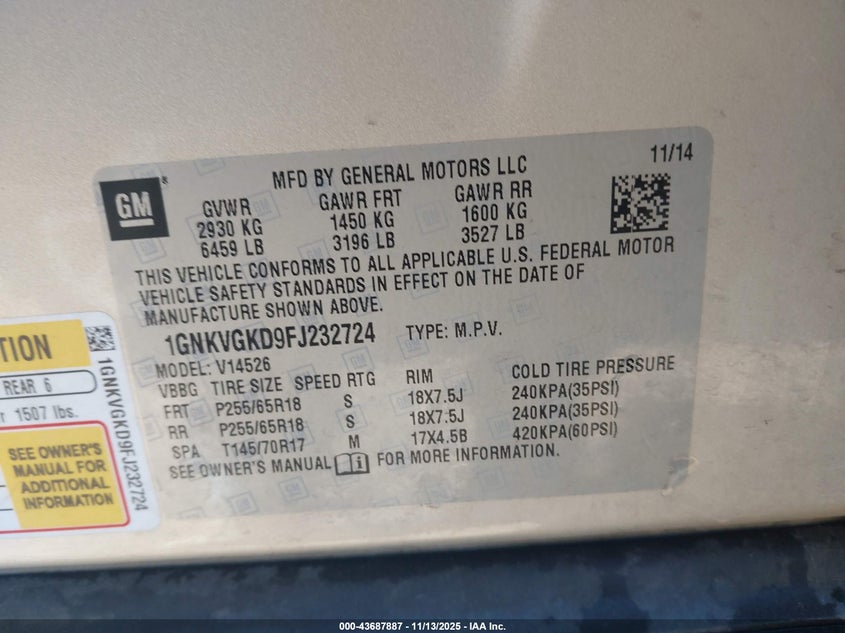 11/14
MFD BY GENERAL MOTORS LLC
GM
GVWR GAWR FRT GAWR RR
2930 KG 1450 KG 1600 KG
6459 LB 3196 LB 3527 LB
THIS VEHICLE CONFORMS TO ALL APPLICABLE U.S. FEDERAL MOTOR
VEHICLE SAFETY STANDARDS IN EFFECT ON THE DATE OF
MANUFACTURE SHOWN ABOVE.
1GNKVGKD9FJ232724 TYPE: M.P.V.
MODEL: V14526
VBBG TIRE SIZE SPEED RTG RIM COLD TIRE PRESSURE
FRT P255/65R18 S 18X7.5J 240KPA(35PSI)
RR P255/65R18 S 18X7.5J 240KPA(35PSI)
SPA T145/70R17 M 17X4.5B 420KPA(60PSI)
SEE OWNER'S MANUAL FOR MORE INFORMATION.
TION
REAR 6
r 1507 lbs.
SEE OWNER'S
MANUAL FOR
ADDITIONAL
INFORMATION
1GNKVGKD9FJ232724
000-43687887 - 11/13/2025 - IAA Inc.